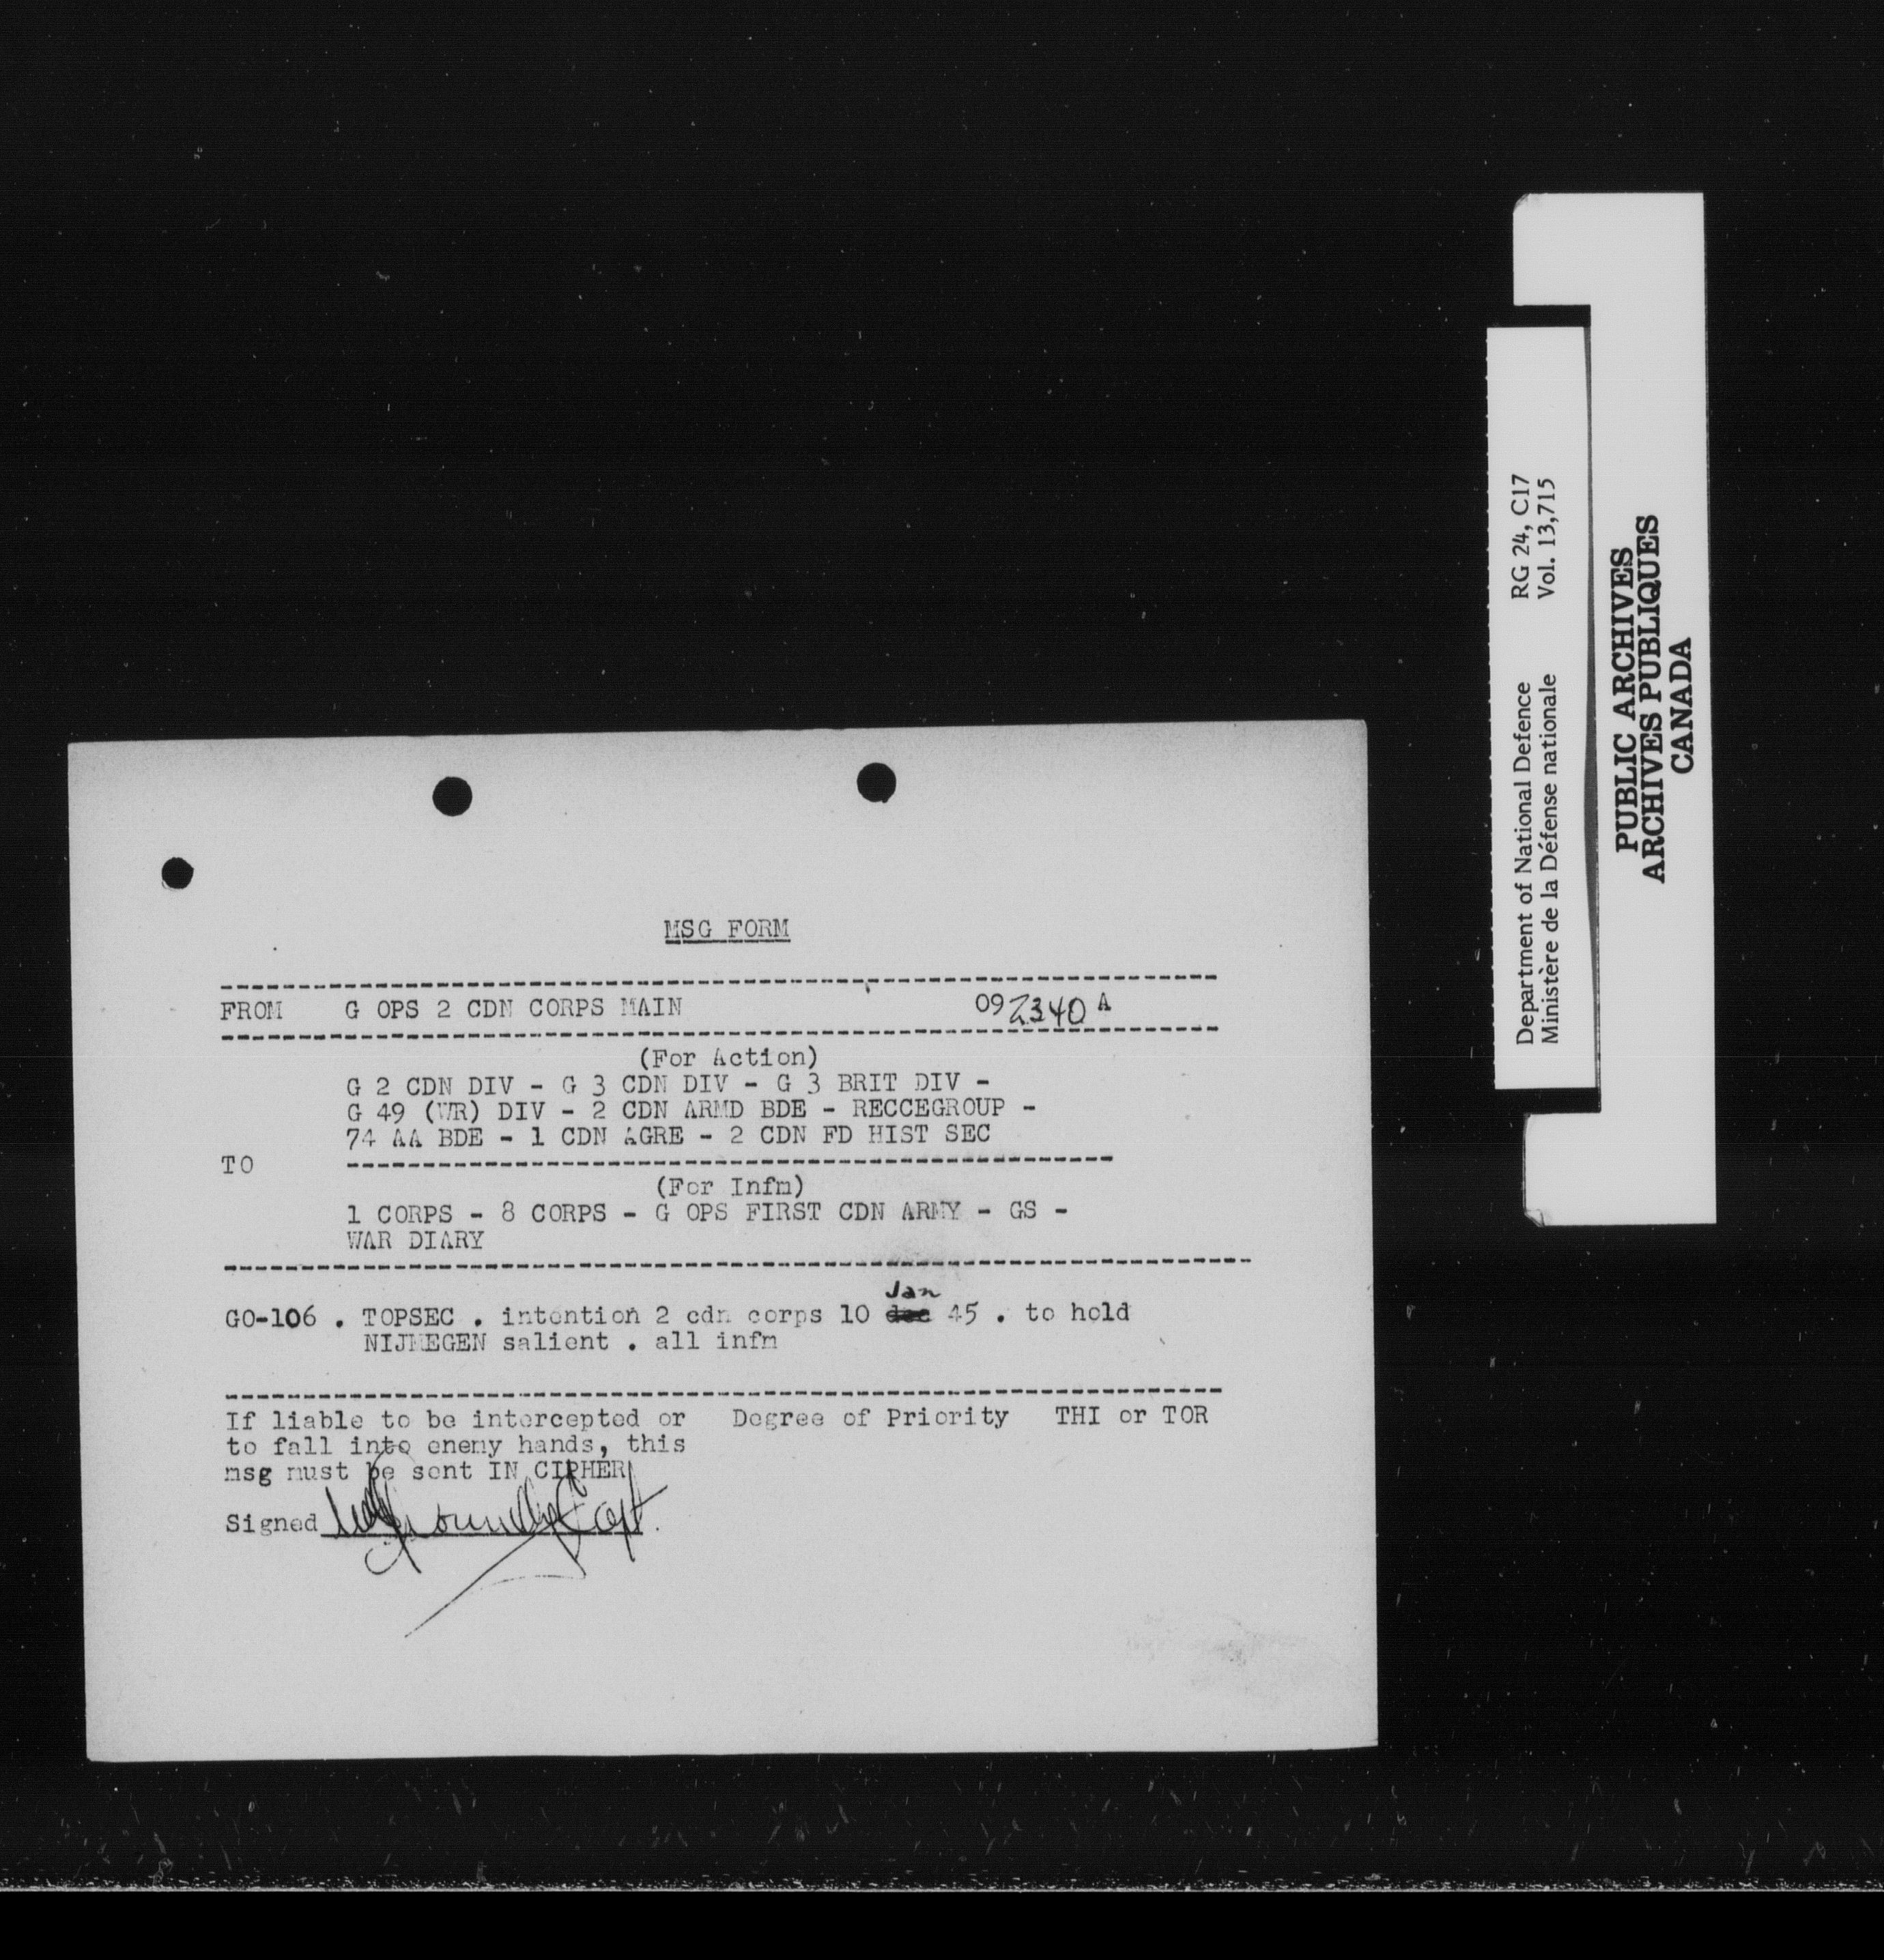 MSG FORM
FROM G OPS 2 CDN CORPS MAIN 092340 A
(For Action)
G 2 CDN DIV - G 3 CDN DIV - G 3 BRIT DIV -
G 49 (WR) DIV - 2 CDN ARMD BDE - RECCEGROUP -
74 AA BDE - 1 CDN AGRE - 2 CDN FD HIST SEC
TO
(For Infm)
1 CORPS - 8 CORPS - G OPS FIRST CDN ARMY - GS -
WAR DIARY
Jan
GO-106 . TOPSEC . intention 2 cdn corps 10 dec 45 . to hold
NIJMEGEN salient . all infm
If liable to be intercepted or Degree of Priority THI or TOR
to fall into enemy hands, this
msg must be sent IN CIPHER
Signed Capt
Department of National Defence RG 24, C17
Ministère de la Défense nationale Vol. 13,715
PUBLIC ARCHIVES
ARCHIVES PUBLIQUES
CANADA